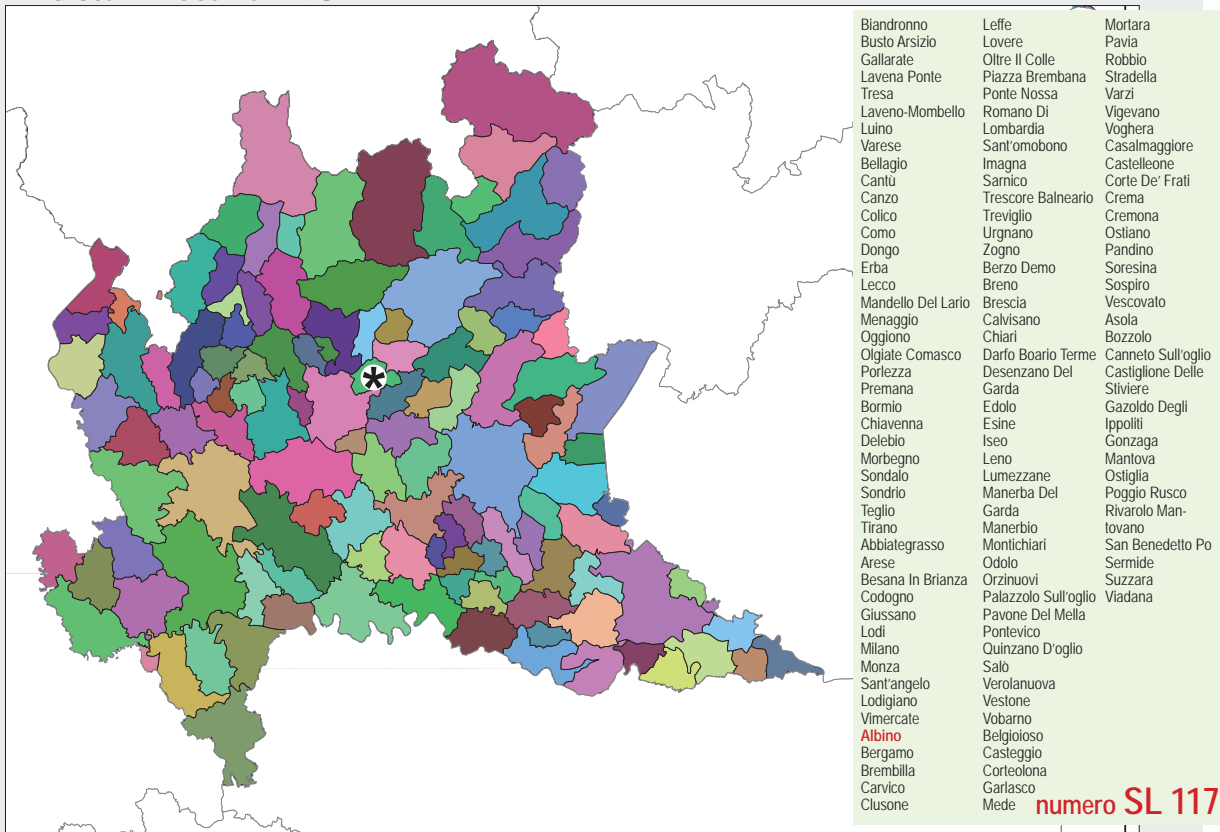 Biandronno
Busto Arsizio
Gallarate
Lavena Ponte
Tresa
Laveno-Mombello
Luino
Varese
Bellagio
Cantù
Canzo
Colico
Como
Dongo
Erba
Lecco
Mandello Del Lario
Menaggio
Oggiono
Olgiate Comasco
Porlezza
Premana
Bormio
Chiavenna
Delebio
Morbegno
Sondalo
Sondrio
Teglio
Tirano
Abbiategrasso
Arese
Besana In Brianza
Codogno
Giussano
Lodi
Milano
Monza
Sant'angelo
Lodigiano
Vimercate
Albino
Bergamo
Brembilla
Carvico
Clusone
Leffe
Lovere
Oltre Il Colle
Piazza Brembana
Ponte Nossa
Romano Di
Lombardia
Sant'omobono
Imagna
Sarnico
Trescore Balneario
Treviglio
Urgnano
Zogno
Berzo Demo
Breno
Brescia
Calvisano
Chiari
Darfo Boario Terme
Desenzano Del
Garda
Edolo
Esine
Iseo
Leno
Lumezzane
Manerba Del
Garda
Manerbio
Montichiari
Odolo
Orzinuovi
Palazzolo Sull'oglio
Pavone Del Mella
Pontevico
Quinzano D'oglio
Salò
Verolanuova
Vestone
Vobarno
Belgioioso
Casteggio
Corteolona
Garlasco
Mede
Mortara
Pavia
Robbio
Stradella
Varzi
Vigevano
Voghera
Casalmaggiore
Castelleone
Corte De' Frati
Crema
Cremona
Ostiano
Pandino
Soresina
Sospiro
Vescovato
Asola
Bozzolo
Canneto Sull'oglio
Castiglione Delle
Stiviere
Gazoldo Degli
Ippoliti
Gonzaga
Mantova
Ostiglia
Poggio Rusco
Rivarolo Man-
tovano
San Benedetto Po
Sermide
Suzzara
Viadana
numero SL 117